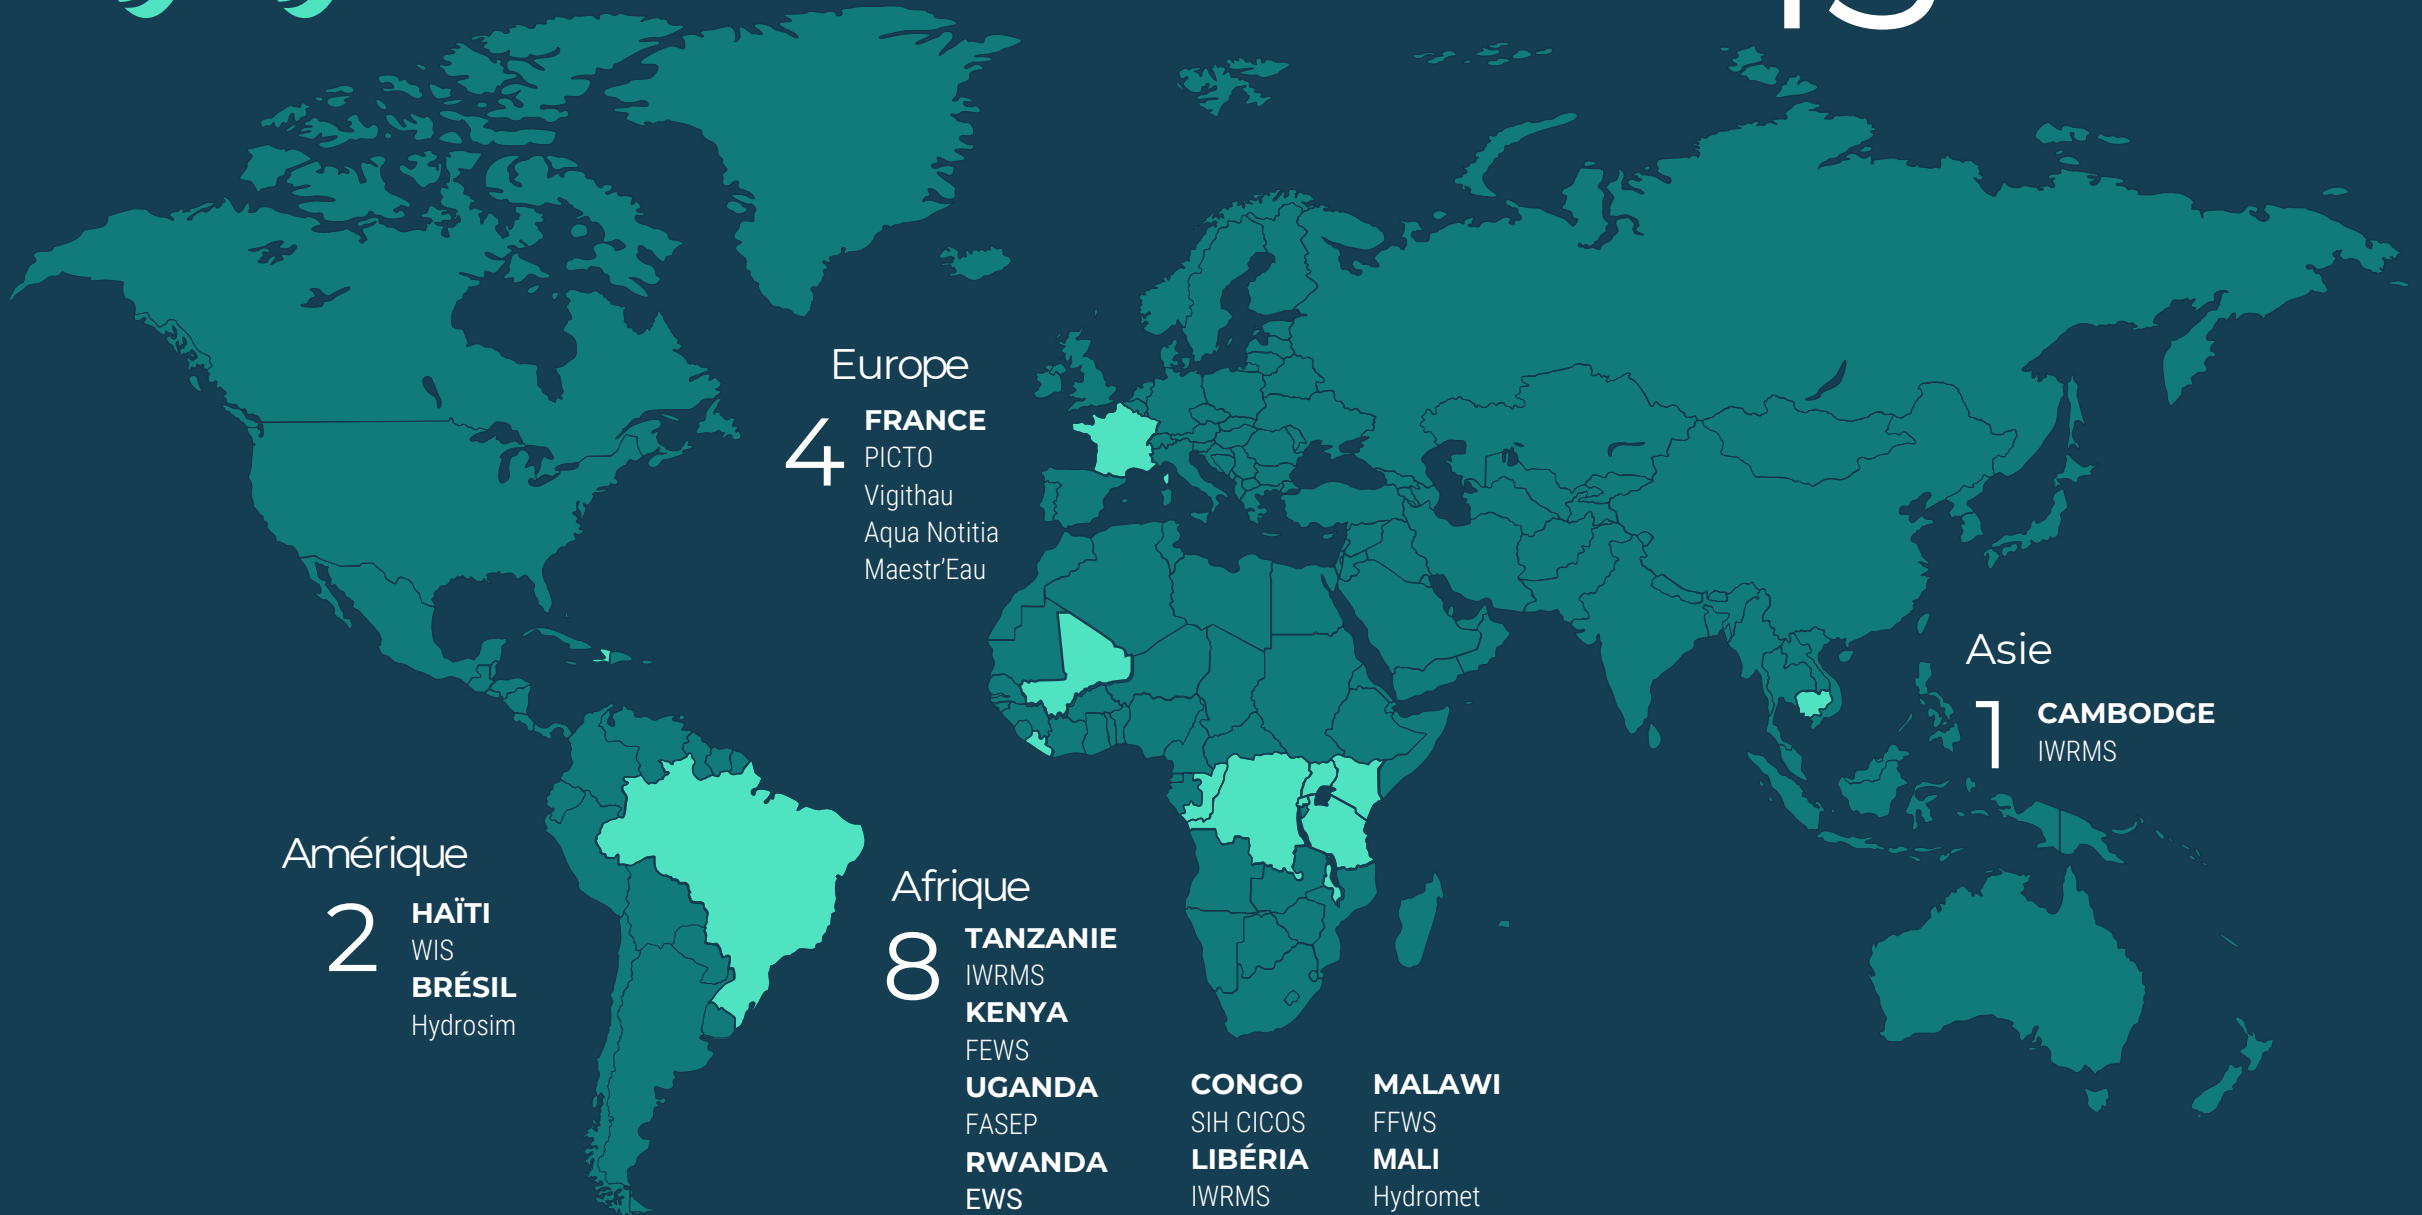 Europe
4
FRANCE
PICTO
Vigithau
Aqua Notitia
Maestr'Eau
Asie
1
CAMBODGE
IWRMS
Amérique
2
HAÏTI
WIS
BRÉSIL
Hydrosim
Afrique
8
TANZANIE
IWRMS
KENYA
FEWS
UGANDA
FASEP
RWANDA
EWS
CONGO
SIH CICOS
LIBÉRIA
IWRMS
MALAWI
FFWS
MALI
Hydromet